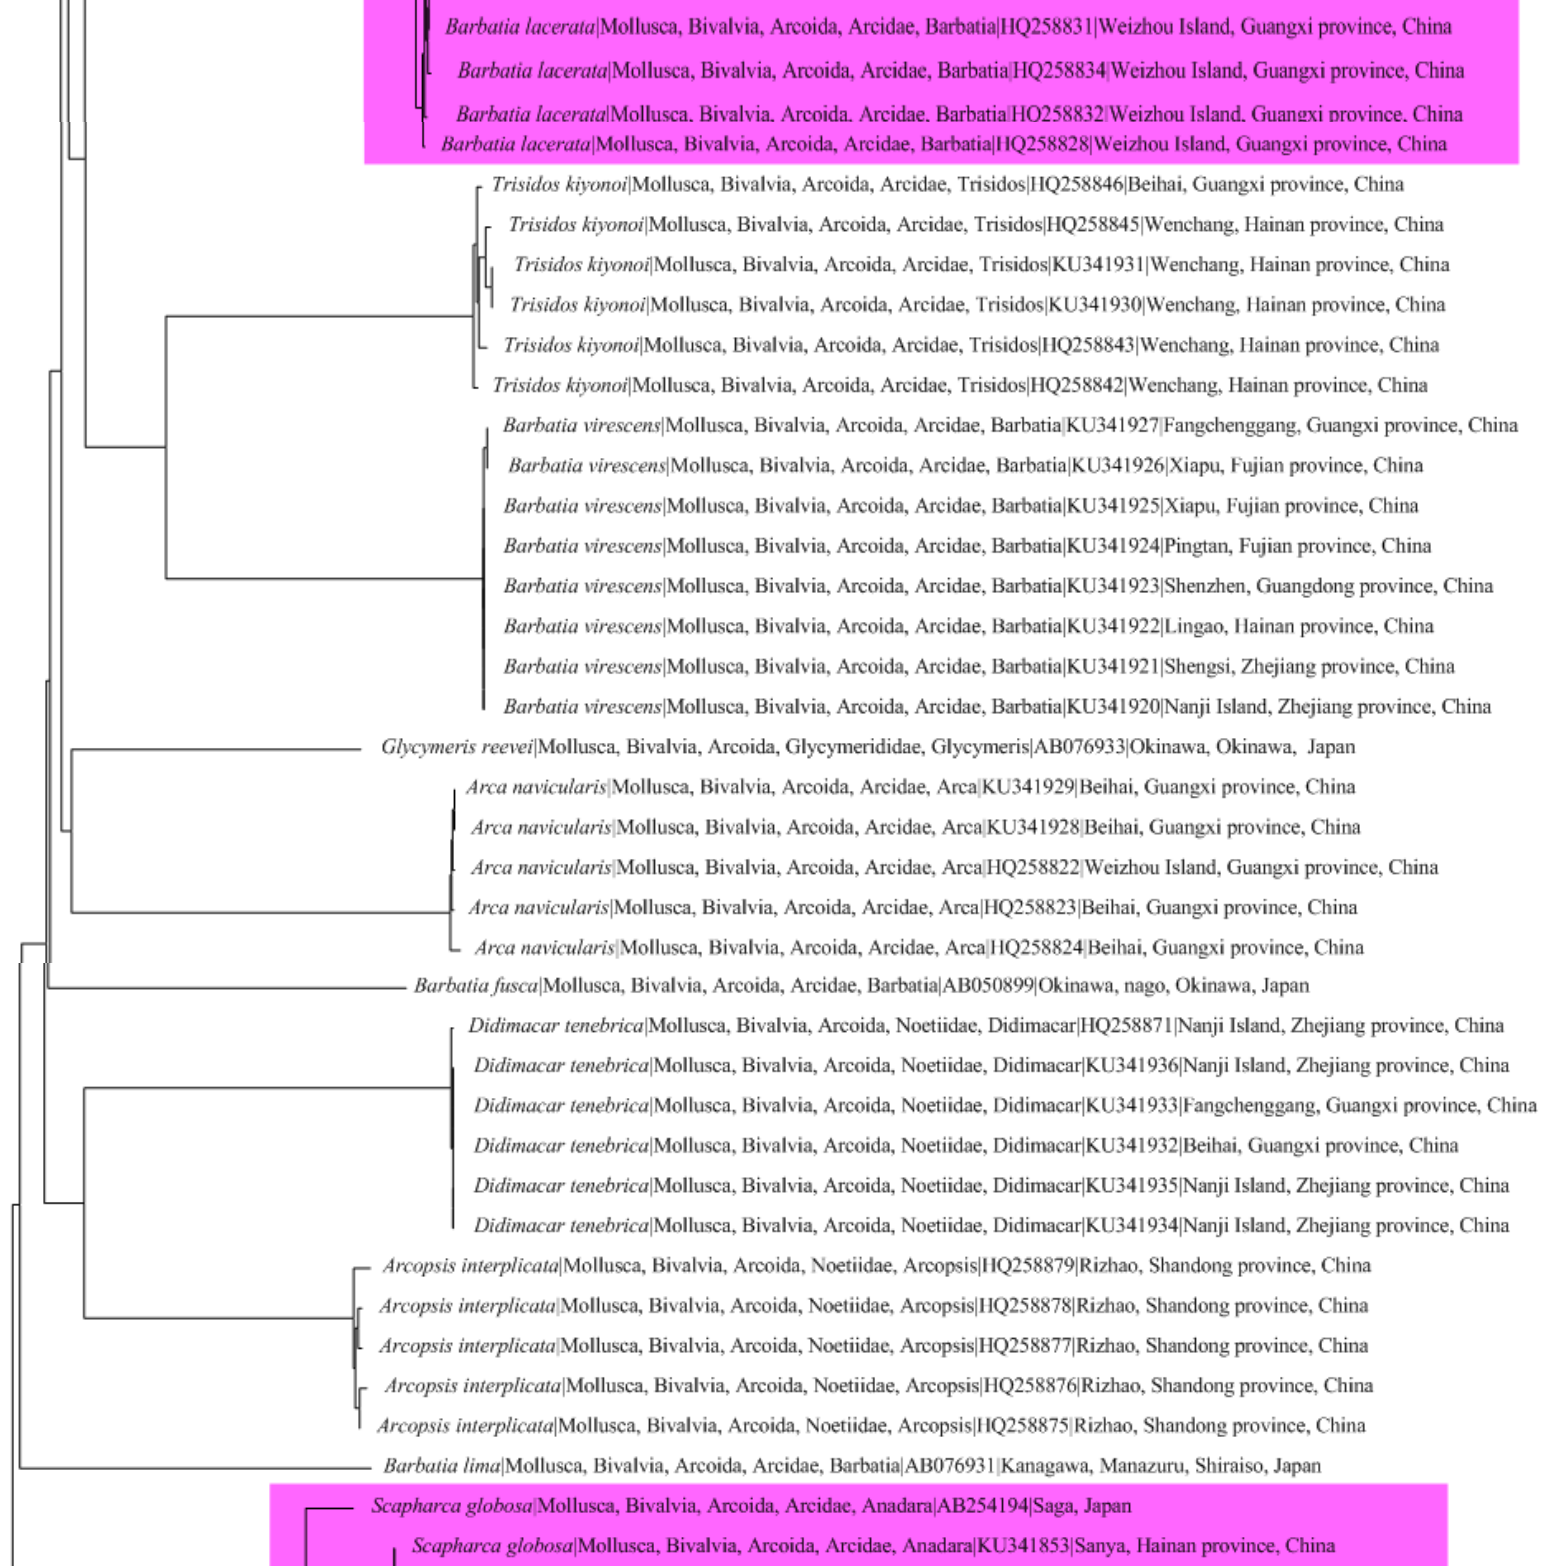 Barbatia lacerata|Mollusca, Bivalvia, Arcoida, Arcidae, Barbatia|HQ258831|Weizhou Island, Guangxi province, China
Barbatia lacerata|Mollusca, Bivalvia, Arcoida, Arcidae, Barbatia|HQ258834|Weizhou Island, Guangxi province, China
Barbatia lacerata|Mollusca, Bivalvia, Arcoida, Arcidae, Barbatia|HQ258832|Weizhou Island, Guangxi province, China
Barbatia lacerata|Mollusca, Bivalvia, Arcoida, Arcidae, Barbatia|HQ258828|Weizhou Island, Guangxi province, China
Trisidos kiyonoi|Mollusca, Bivalvia, Arcoida, Arcidae, Trisidos|HQ258846|Beihai, Guangxi province, China
Trisidos kiyonoi|Mollusca, Bivalvia, Arcoida, Arcidae, Trisidos|HQ258845|Wenchang, Hainan province, China
Trisidos kiyonoi|Mollusca, Bivalvia, Arcoida, Arcidae, Trisidos|KU341931|Wenchang, Hainan province, China
Trisidos kiyonoi|Mollusca, Bivalvia, Arcoida, Arcidae, Trisidos|KU341930|Wenchang, Hainan province, China
Trisidos kiyonoi|Mollusca, Bivalvia, Arcoida, Arcidae, Trisidos|HQ258843|Wenchang, Hainan province, China
Trisidos kiyonoi|Mollusca, Bivalvia, Arcoida, Arcidae, Trisidos|HQ258842|Wenchang, Hainan province, China
Barbatia virescens|Mollusca, Bivalvia, Arcoida, Arcidae, Barbatia|KU341927|Fangchenggang, Guangxi province, China
Barbatia virescens|Mollusca, Bivalvia, Arcoida, Arcidae, Barbatia|KU341926|Xiapu, Fujian province, China
Barbatia virescens|Mollusca, Bivalvia, Arcoida, Arcidae, Barbatia|KU341925|Xiapu, Fujian province, China
Barbatia virescens|Mollusca, Bivalvia, Arcoida, Arcidae, Barbatia|KU341924|Pingtan, Fujian province, China
Barbatia virescens|Mollusca, Bivalvia, Arcoida, Arcidae, Barbatia|KU341923|Shenzhen, Guangdong province, China
Barbatia virescens|Mollusca, Bivalvia, Arcoida, Arcidae, Barbatia|KU341922|Lingao, Hainan province, China
Barbatia virescens|Mollusca, Bivalvia, Arcoida, Arcidae, Barbatia|KU341921|Shengsi, Zhejiang province, China
Barbatia virescens|Mollusca, Bivalvia, Arcoida, Arcidae, Barbatia|KU341920|Nanji Island, Zhejiang province, China
Glycymeris reevei|Mollusca, Bivalvia, Arcoida, Glycymerididae, Glycymeris|AB076933|Okinawa, Okinawa, Japan
Arca navicularis|Mollusca, Bivalvia, Arcoida, Arcidae, Arca|KU341929|Beihai, Guangxi province, China
Arca navicularis|Mollusca, Bivalvia, Arcoida, Arcidae, Arca|KU341928|Beihai, Guangxi province, China
Arca navicularis|Mollusca, Bivalvia, Arcoida, Arcidae, Arca|HQ258822|Weizhou Island, Guangxi province, China
Arca navicularis|Mollusca, Bivalvia, Arcoida, Arcidae, Arca|HQ258823|Beihai, Guangxi province, China
Arca navicularis|Mollusca, Bivalvia, Arcoida, Arcidae, Arca|HQ258824|Beihai, Guangxi province, China
Barbatia fusca|Mollusca, Bivalvia, Arcoida, Arcidae, Barbatia|AB050899|Okinawa, nago, Okinawa, Japan
Didimacar tenebrica|Mollusca, Bivalvia, Arcoida, Noetiidae, Didimacar|HQ258871|Nanji Island, Zhejiang province, China
Didimacar tenebrica|Mollusca, Bivalvia, Arcoida, Noetiidae, Didimacar|KU341936|Nanji Island, Zhejiang province, China
Didimacar tenebrica|Mollusca, Bivalvia, Arcoida, Noetiidae, Didimacar|KU341933|Fangchenggang, Guangxi province, China
Didimacar tenebrica|Mollusca, Bivalvia, Arcoida, Noetiidae, Didimacar|KU341932|Beihai, Guangxi province, China
Didimacar tenebrica|Mollusca, Bivalvia, Arcoida, Noetiidae, Didimacar|KU341935|Nanji Island, Zhejiang province, China
Didimacar tenebrica|Mollusca, Bivalvia, Arcoida, Noetiidae, Didimacar|KU341934|Nanji Island, Zhejiang province, China
Arcopsis interplicata|Mollusca, Bivalvia, Arcoida, Noetiidae, Arcopsis|HQ258879|Rizhao, Shandong province, China
Arcopsis interplicata|Mollusca, Bivalvia, Arcoida, Noetiidae, Arcopsis|HQ258878|Rizhao, Shandong province, China
Arcopsis interplicata|Mollusca, Bivalvia, Arcoida, Noetiidae, Arcopsis|HQ258877|Rizhao, Shandong province, China
Arcopsis interplicata|Mollusca, Bivalvia, Arcoida, Noetiidae, Arcopsis|HQ258876|Rizhao, Shandong province, China
Arcopsis interplicata|Mollusca, Bivalvia, Arcoida, Noetiidae, Arcopsis|HQ258875|Rizhao, Shandong province, China
Barbatia lima|Mollusca, Bivalvia, Arcoida, Arcidae, Barbatia|AB076931|Kanagawa, Manazuru, Shiraiso, Japan
Scapharca globosa|Mollusca, Bivalvia, Arcoida, Arcidae, Anadara|AB254194|Saga, Japan
Scapharca globosa|Mollusca, Bivalvia, Arcoida, Arcidae, Anadara|KU341853|Sanya, Hainan province, China